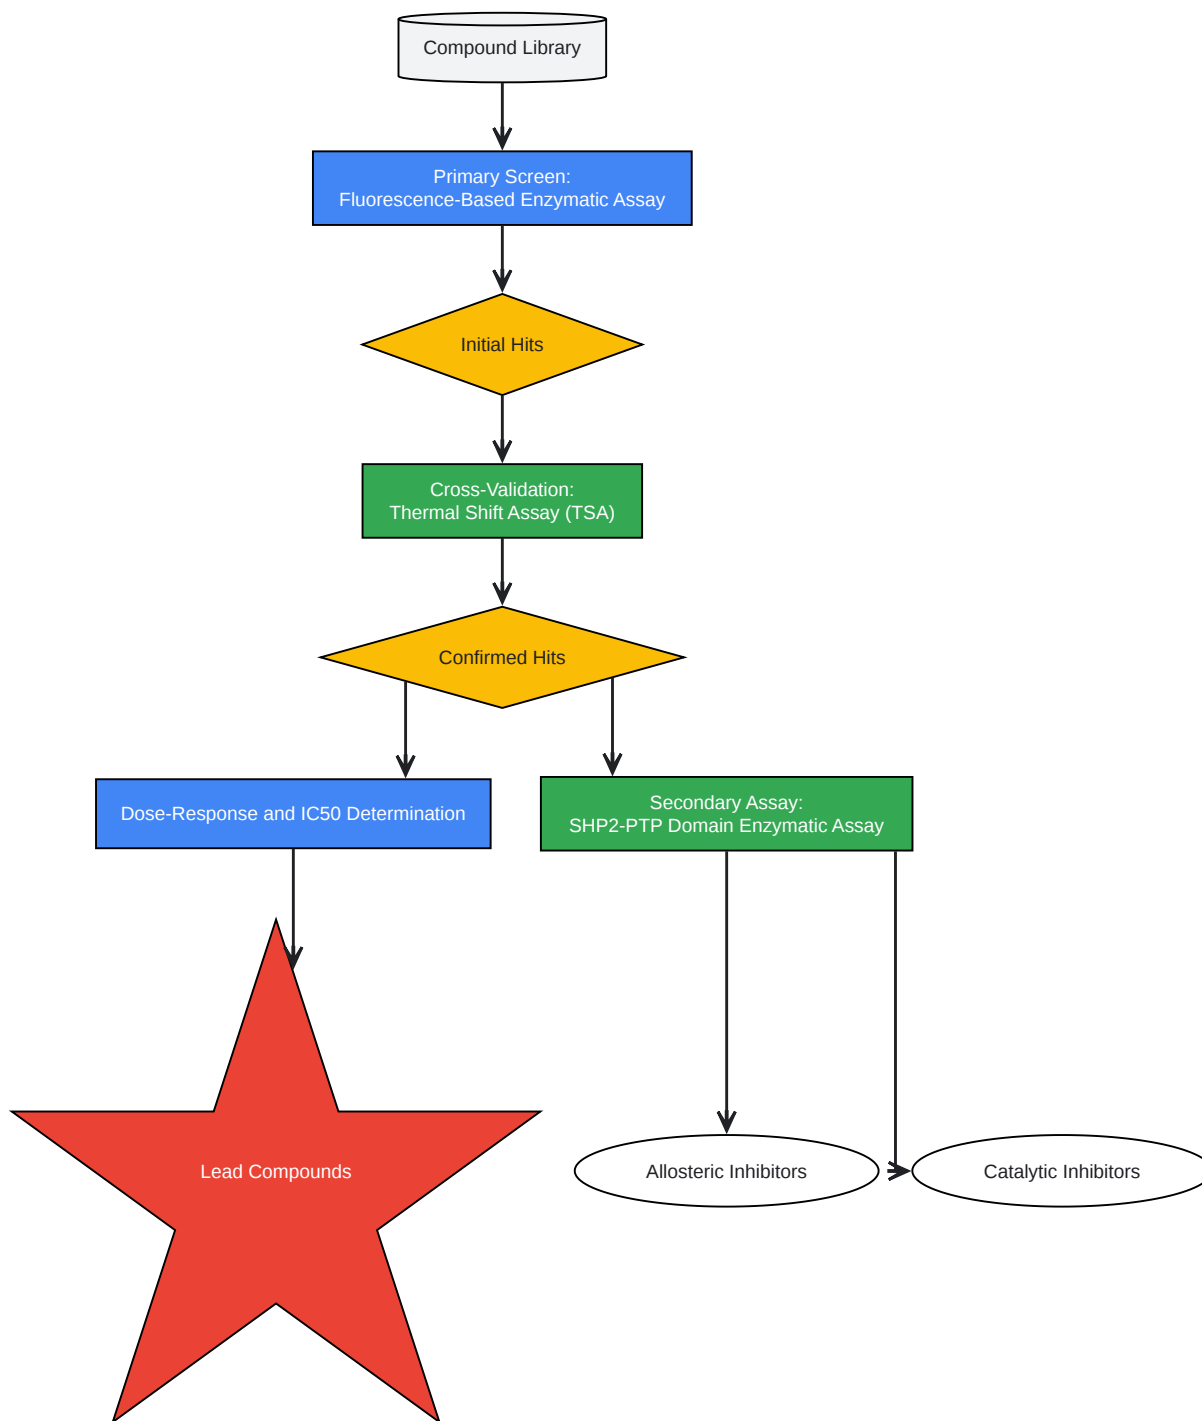 Compound Library
Primary Screen:
Fluorescence-Based Enzymatic Assay
Initial Hits
Cross-Validation:
Thermal Shift Assay (TSA)
Confirmed Hits
Dose-Response and IC50 Determination
Secondary Assay:
SHP2-PTP Domain Enzymatic Assay
Lead Compounds
Allosteric Inhibitors
Catalytic Inhibitors